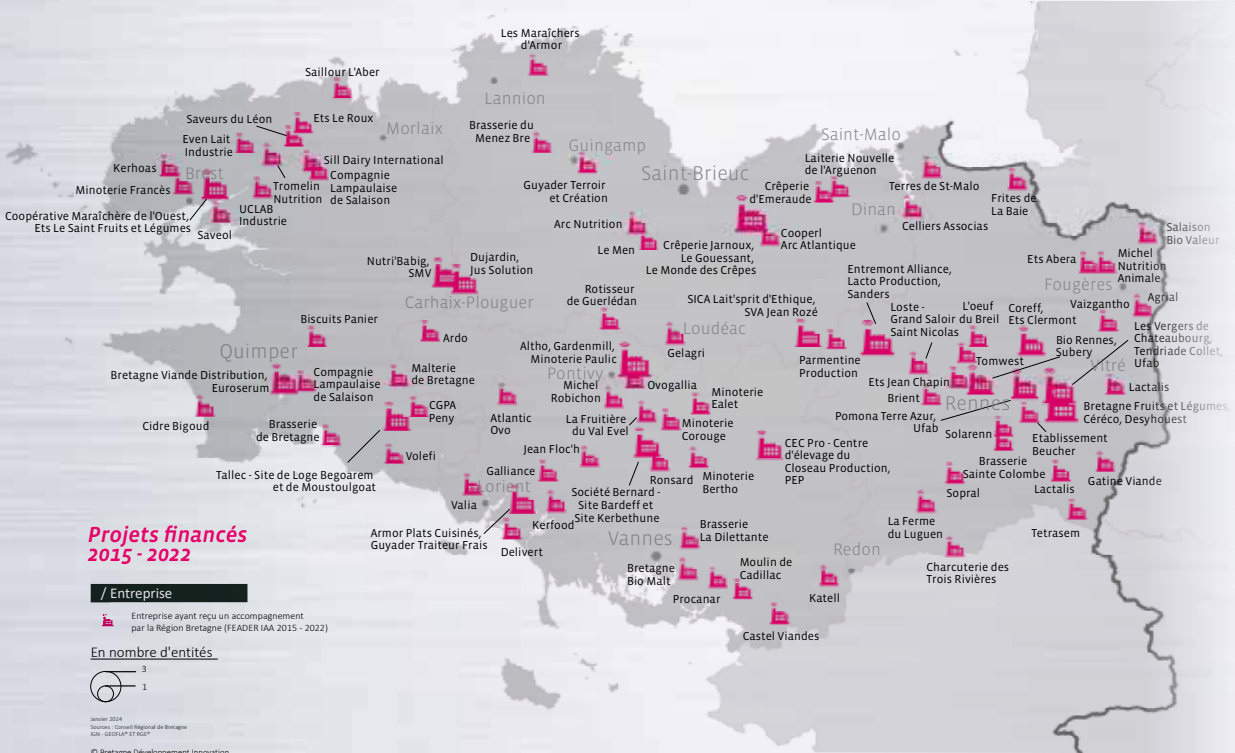 Les Maraîchers
d'Armor
Saillour L'Aber
Lannion
Saveurs du Léon
Ets Le Roux
Morlaix
Brasserie du
Menez Bre
Even Lait
Industrie
Guingamp
Saint-Malo
Kerhoas
Brest
Sill Dairy International
Compagnie
Lampaulaise
de Salaison
Laiterie Nouvelle
de l'Arguenon
Saint-Brieuc
Minoterie Francès
Tromelin
Nutrition
Guyader Terroir
et Création
Crêperie
d'Emeraude
Terres de St-Malo
Frites de
La Baie
Coopérative Maraîchère de l'Ouest,
Ets Le Saint Fruits et Légumes
UCLAB
Industrie
Saveol
Dinan
Celliers Associas
Arc Nutrition
Le Men
Crêperie Jarnoux,
Le Gouessant,
Le Monde des Crêpes
Cooperl
Arc Atlantique
Salaison
Bio Valeur
Nutri'Babig,
SMV
Dujardin,
Jus Solution
Carhaix-Plouguer
Entremont Alliance,
Lacto Production,
Sanders
Ets Abera
Michel
Nutrition
Animale
Fougères
Rotisseur
de Guerlédan
SICA Lait'sprit d'Ethique,
SVA Jean Rozé
Loste -
Grand Saloir
Saint Nicolas
L'oeuf
du Breil
Coreff,
Ets Clermont
Vaizgantho
Agrial
Biscuits Panier
Ardo
Loudéac
Gelagri
Les Vergers de
Châteaubourg,
Tendriade Collet,
Ufab
Quimper
Altho, Gardenmill,
Minoterie Paulic
Pontivy
Parmentine
Production
Tomwest
Bio Rennes,
Subery
Vitré
Bretagne Viande Distribution,
Euroserum
Compagnie
Lampaulaise
de Salaison
Malterie
de Bretagne
Michel
Robichon
Ovogallia
Ets Jean Chapin
Brient
Rennes
Lactalis
Cidre Bigoud
CGPA
Peny
Atlantic
Ovo
La Fruitière
du Val Evel
Minoterie
Ealet
Minoterie
Corouge
Pomona Terre Azur,
Ufab
Bretagne Fruits et Légumes,
Céréco, Desyhouest
Brasserie
de Bretagne
Solarenn
Etablissement
Beucher
Volefi
Jean Floc'h
CEC Pro - Centre
d'élevage du
Closeau Production,
PEP
Tallec - Site de Loge Begoarem
et de Moustoulgoat
Galliance
Lorient
Ronsard
Minoterie
Bertho
Brasserie
Sainte Colombe
Sopral
Lactalis
Gatine Viande
Valia
Société Bernard -
Site Bardeff et
Site Kerbethune
Kerfood
La Ferme
du Luguen
Tetrasem
Armor Plats Cuisinés,
Guyader Traiteur Frais
Delivert
Vannes
Brasserie
La Dilettante
Redon
Charcuterie des
Trois Rivières
Bretagne
Bio Malt
Moulin de
Cadillac
Procanar
Katell
Castel Viandes
Projets financés
2015 - 2022
/ Entreprise
Entreprise ayant reçu un accompagnement
par la Région Bretagne (FEADER IAA 2015 - 2022)
En nombre d'entités
3
1
Janvier 2024
Sources : Conseil Régional de Bretagne
IGN - GEOFLA® ET RGE®
© Bretagne Développement Innovation